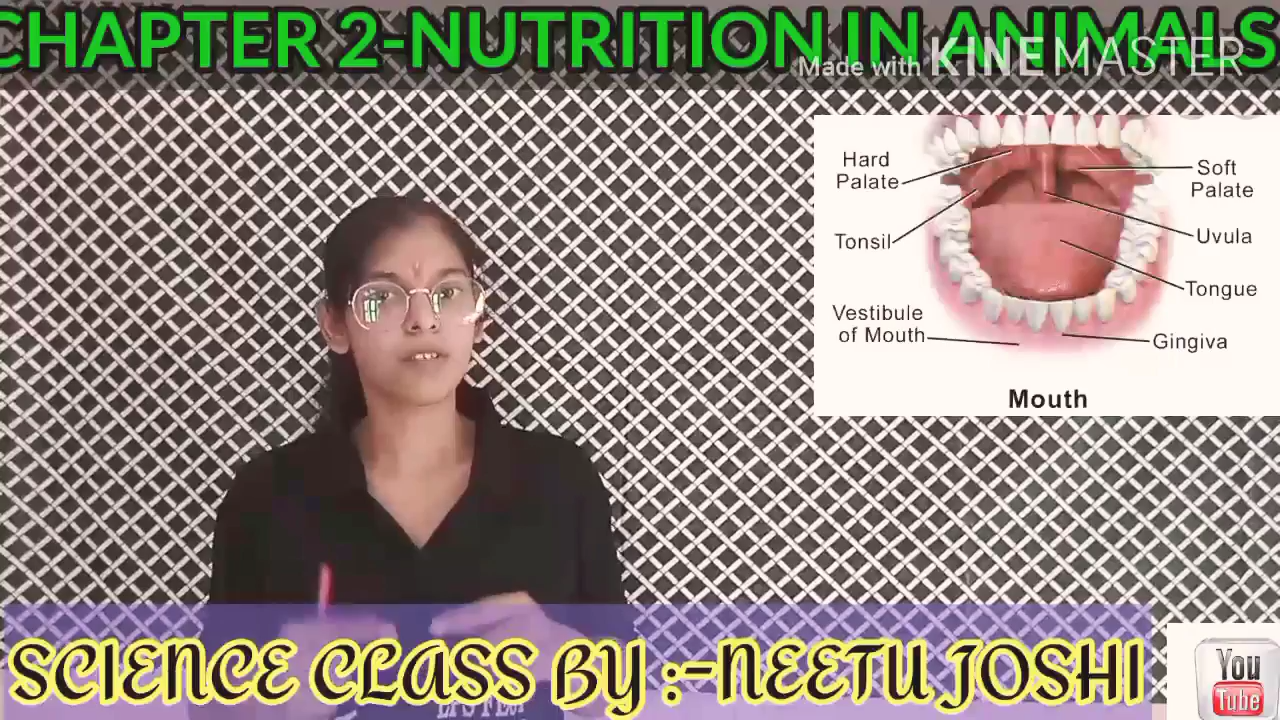 CHAPTER 2-NUTRITION IN ANIMALS
Made with KINEMASTER
Hard
Palate
Soft
Palate
Tonsil
Uvula
Tongue
Vestibule
of Mouth
Gingiva
Mouth
SCIENCE CLASS BY :-NEETU JOSHI
You
Tube